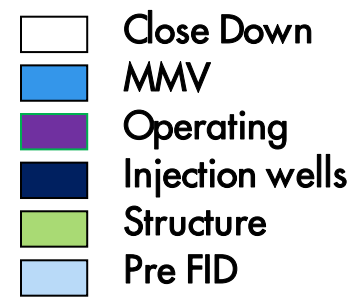 Close Down
MMV
Operating
Injection wells
Structure
Pre FID